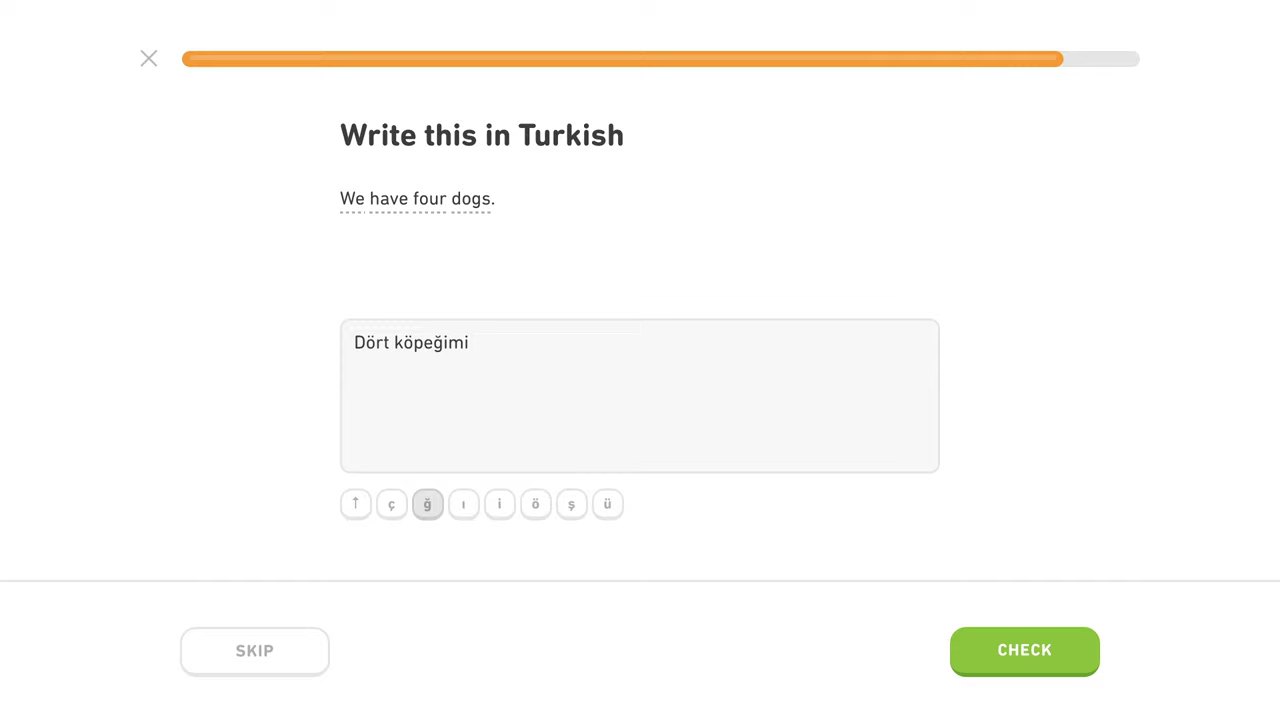 Write this in Turkish
We have four dogs.
Dört köpeğimi
↑ ç ğ ı i ö ş ü
SKIP
CHECK